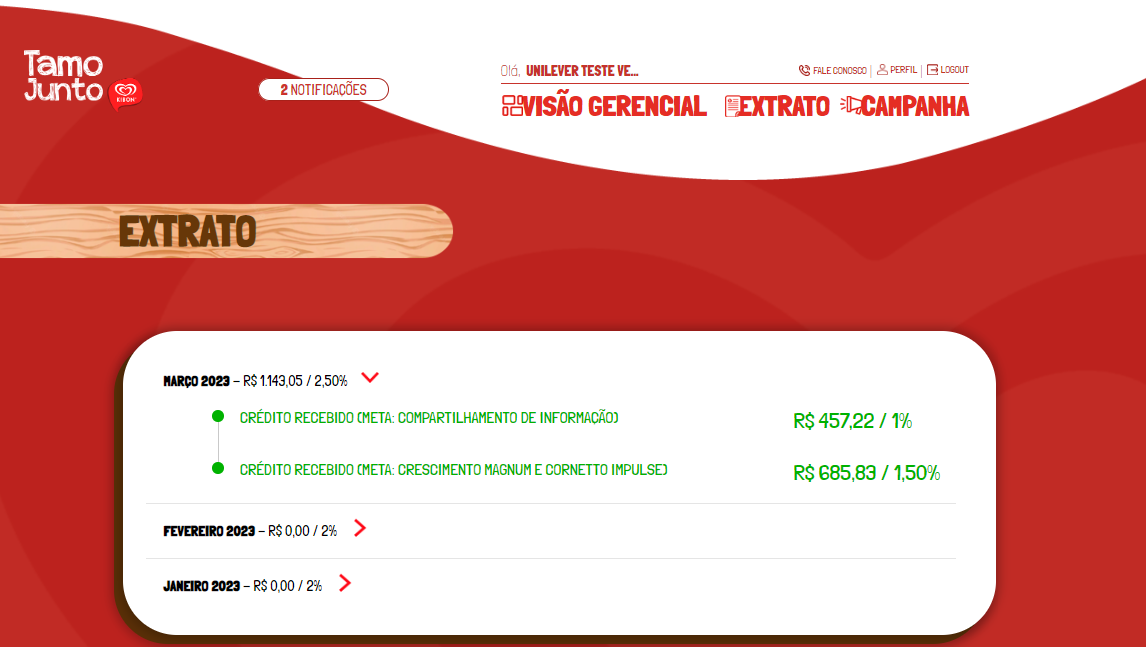 Tamo
Junto
KIBON
2 NOTIFICAÇÕES
Olá, UNILEVER TESTE VE...
FALE CONOSCO | PERFIL | LOGOUT
VISÃO GERENCIAL EXTRATO CAMPANHA
EXTRATO
MARÇO 2023 – R$ 1.143,05 / 2,50%
CRÉDITO RECEBIDO (META: COMPARTILHAMENTO DE INFORMAÇÃO) R$ 457,22 / 1%
CRÉDITO RECEBIDO (META: CRESCIMENTO MAGNUM E CORNETTO IMPULSE) R$ 685,83 / 1,50%
FEVEREIRO 2023 – R$ 0,00 / 2%
JANEIRO 2023 – R$ 0,00 / 2%